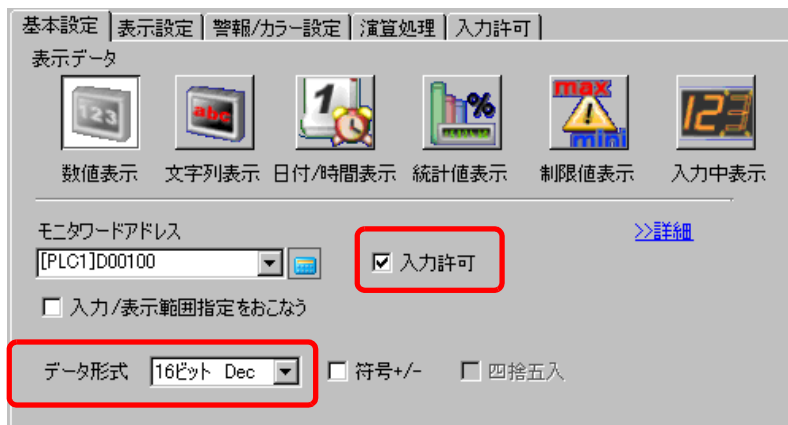 基本設定 表示設定 警報/カラー設定 演算処理 入力許可
表示データ
123 abc 1 % max mini 123
数値表示 文字列表示 日付/時間表示 統計値表示 制限値表示 入力中表示
モニタワードアドレス
>>詳細
[PLC1]D00100 入力許可
入力/表示範囲指定をおこなう
データ形式 16ビット Dec 符号+/- 四捨五入